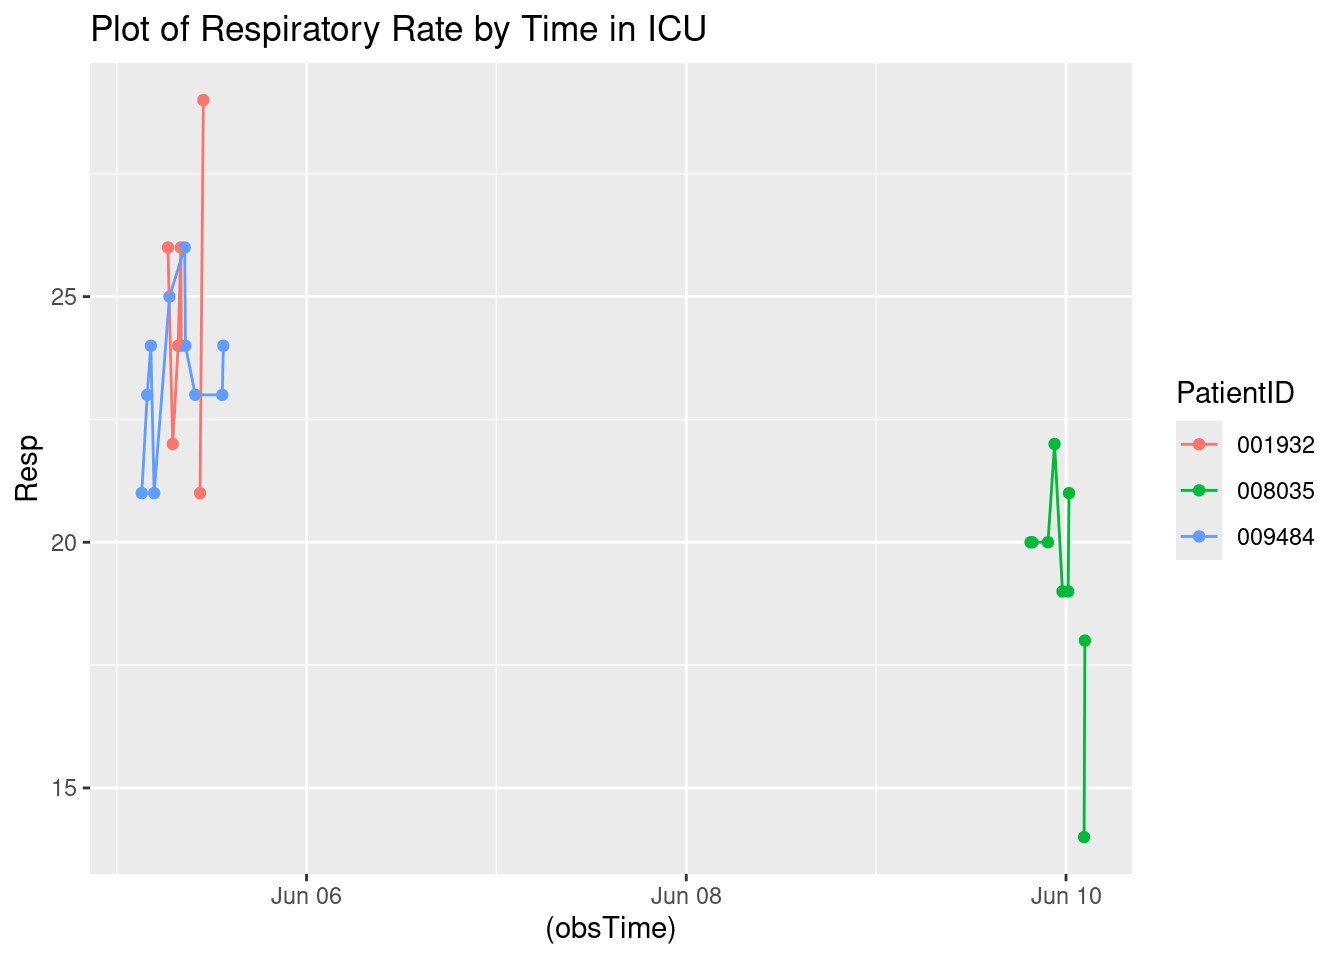 Plot of Respiratory Rate by Time in ICU
Resp
25
20
15
Jun 06
Jun 08
Jun 10
(obsTime)
PatientID
001932
008035
009484